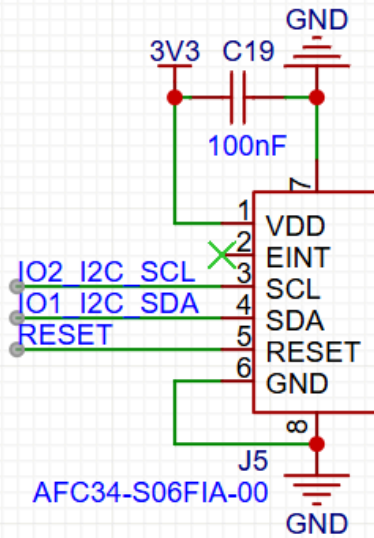 GND
3V3 C19
100nF
7
1 VDD
2 EINT
IO2_I2C_SCL 3 SCL
IO1_I2C_SDA 4 SDA
RESET 5 RESET
6 GND
8
J5
AFC34-S06FIA-00
GND